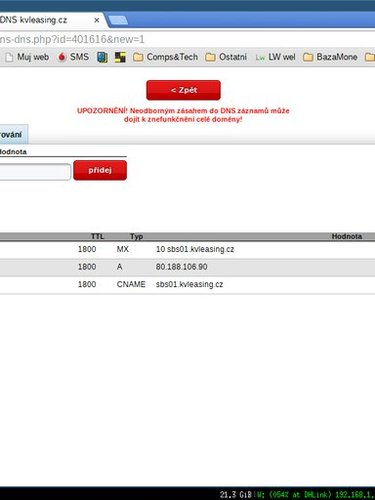 DNS kvleasing.cz ×
ns-dns.php?id=401616&new=1
Muj web SMS Comps&Tech Ostatní Lw LW wel BazaMone
< Zpět
UPOZORNĚNÍ! Neodborným zásahem do DNS záznamů může
dojít k znefunkčnění celé domény!
rování
Hodnota
přidej
TTL Typ Hodnota
1800 MX 10 sbs01.kvleasing.cz
1800 A 80.188.106.90
1800 CNAME sbs01.kvleasing.cz
21.3 GiB|W: (054% at DHLink) 192.168.1.